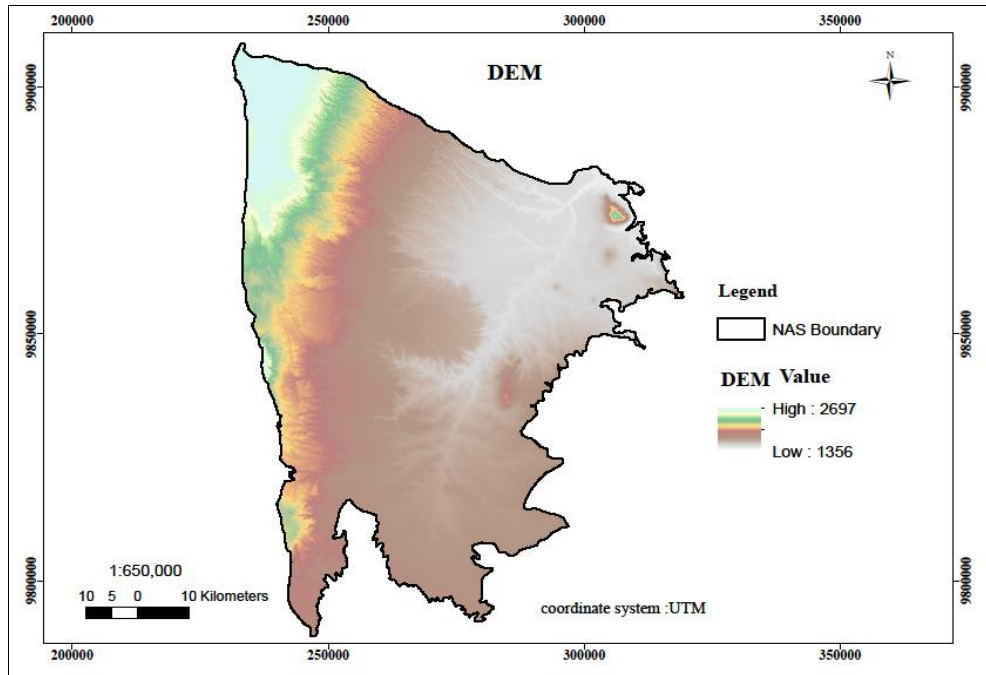 200000 250000 300000 350000
DEM
N
9900000 9900000
9850000 9850000
9800000 9800000
Legend
NAS Boundary
DEM Value
High : 2697
Low : 1356
1:650,000
10 5 0 10 Kilometers
coordinate system :UTM
200000 250000 300000 350000